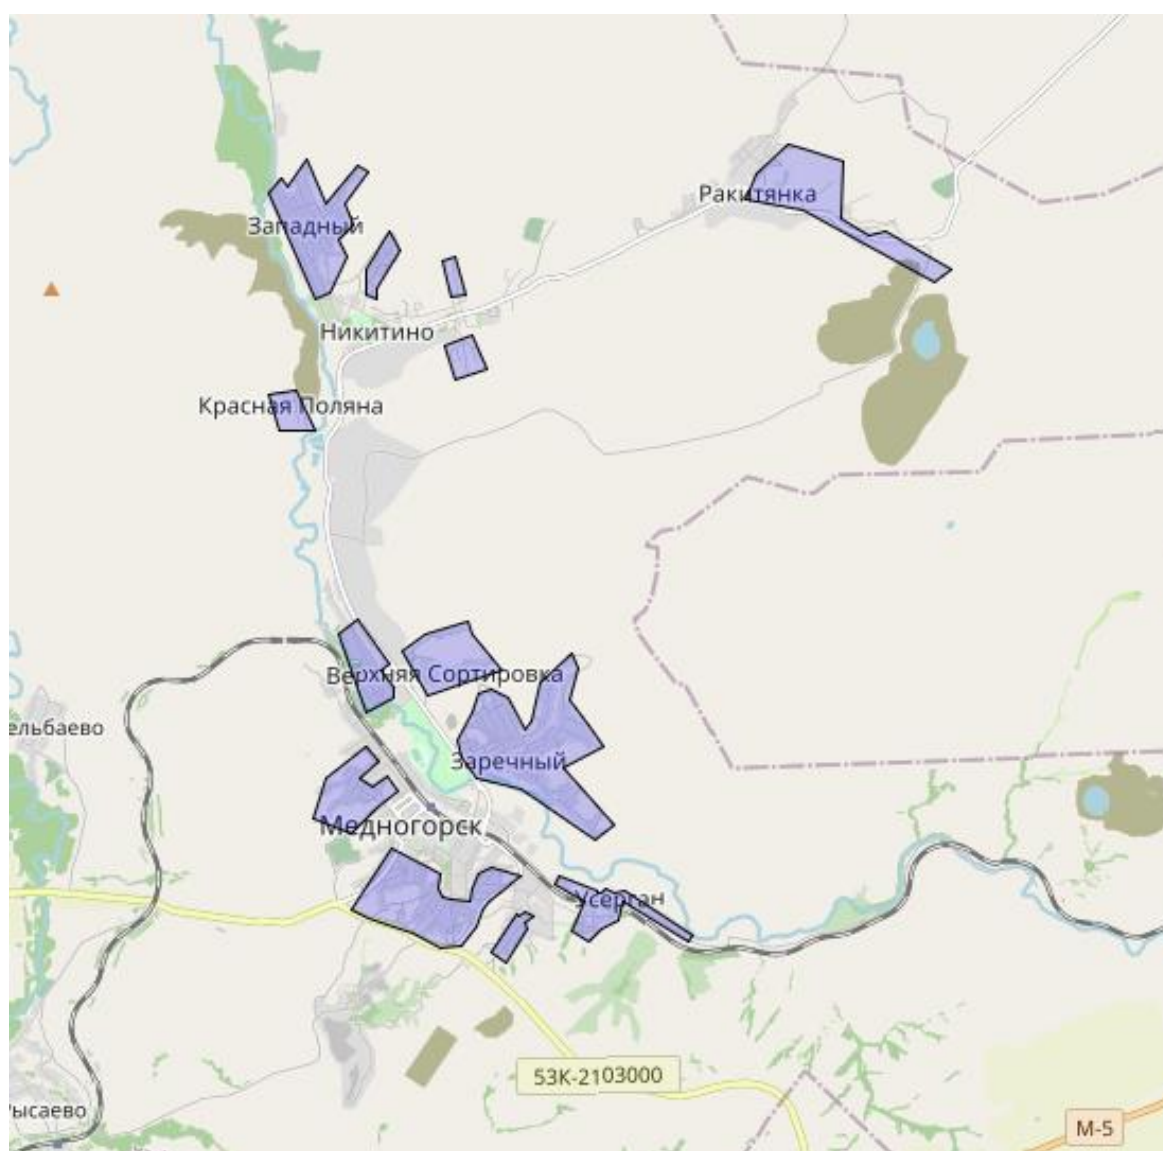 Ракитянка
Западный
Никитино
Красная Поляна
Верхняя Сортировка
ельбаево
Заречный
Медногорск
Усерган
53К-2103000
ысаево
М-5